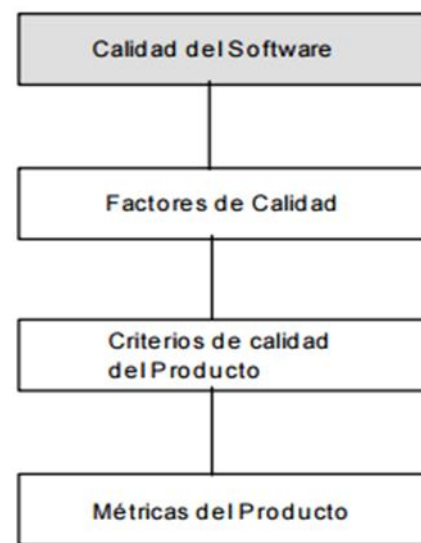 Calidad del Software
Factores de Calidad
Criterios de calidad
del Producto
Métricas del Producto